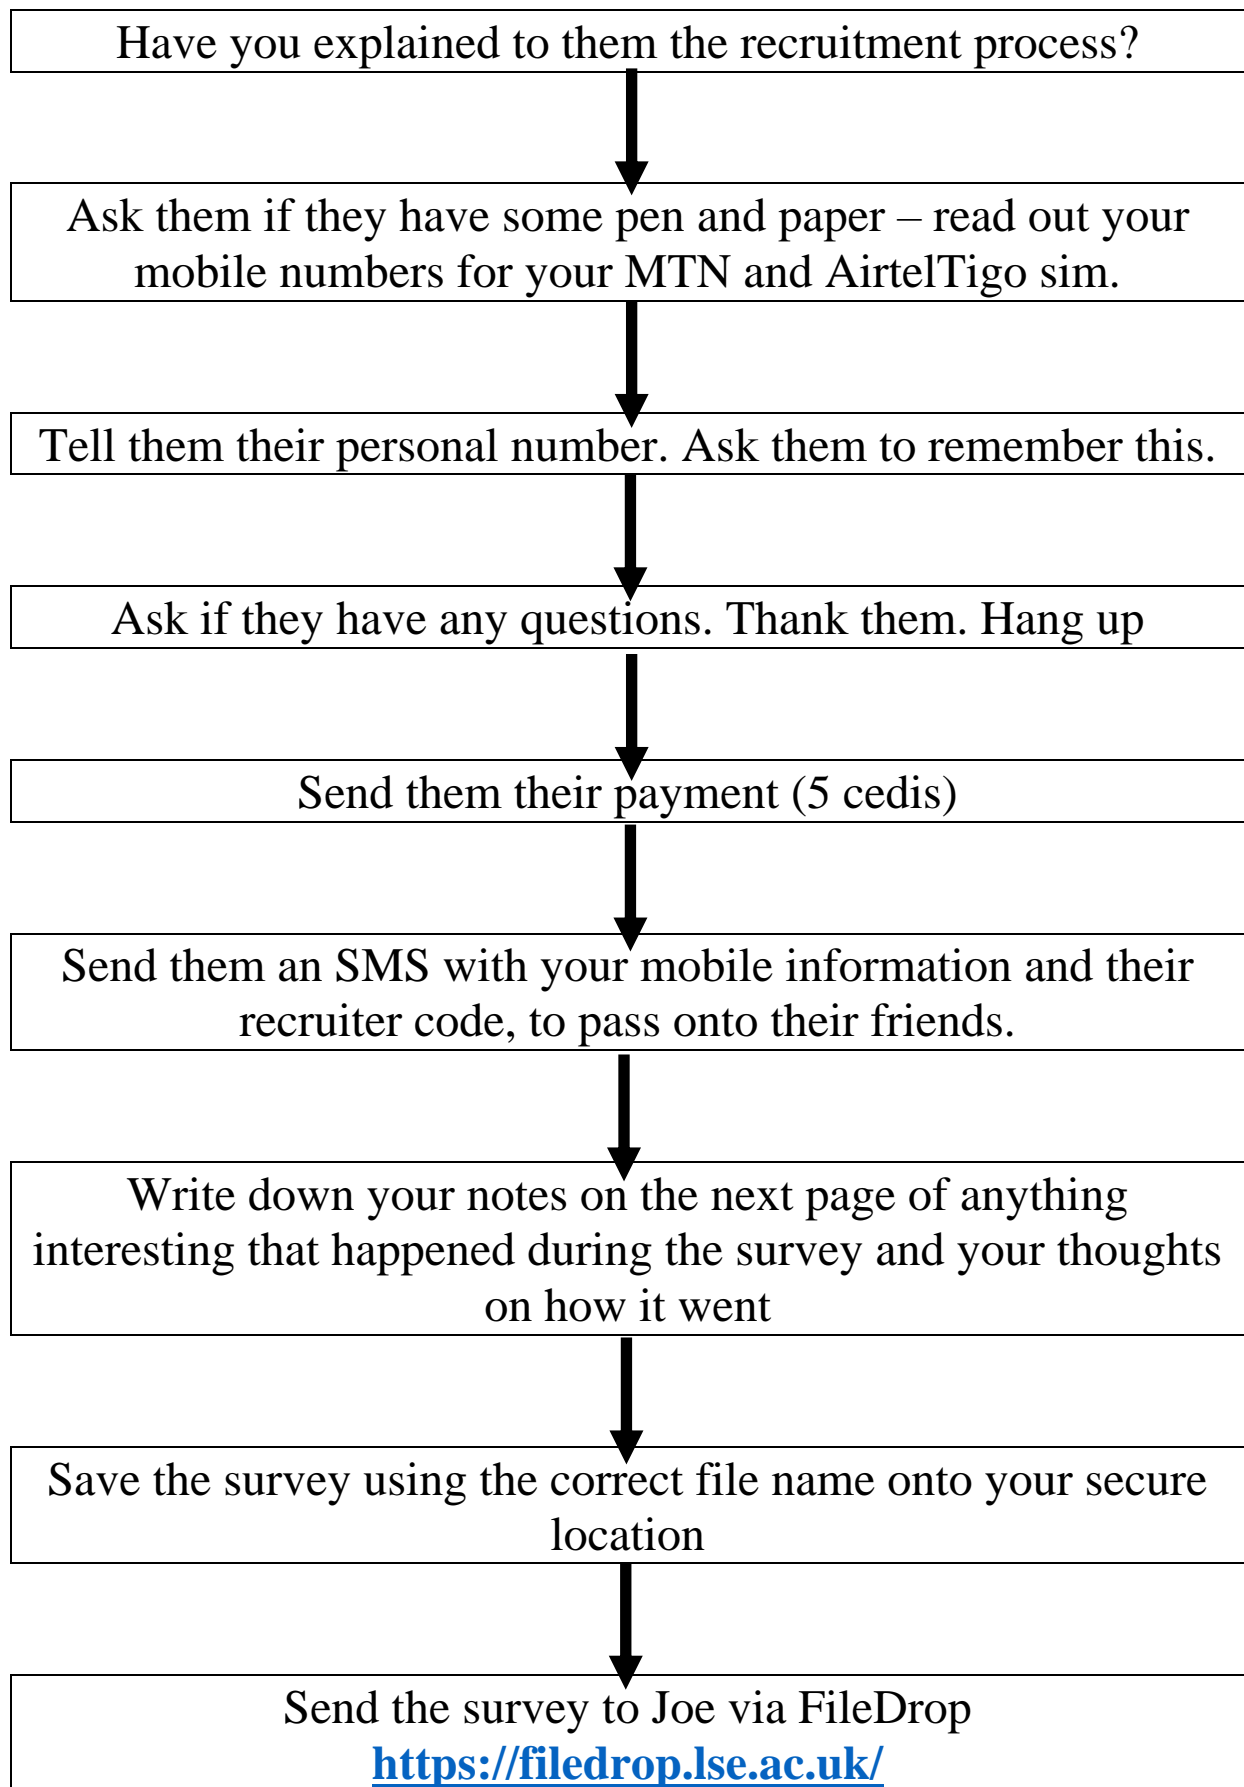 Have you explained to them the recruitment process?
Ask them if they have some pen and paper – read out your
mobile numbers for your MTN and AirtelTigo sim.
Tell them their personal number. Ask them to remember this.
Ask if they have any questions. Thank them. Hang up
Send them their payment (5 cedis)
Send them an SMS with your mobile information and their
recruiter code, to pass onto their friends.
Write down your notes on the next page of anything
interesting that happened during the survey and your thoughts
on how it went
Save the survey using the correct file name onto your secure
location
Send the survey to Joe via FileDrop
https://filedrop.lse.ac.uk/